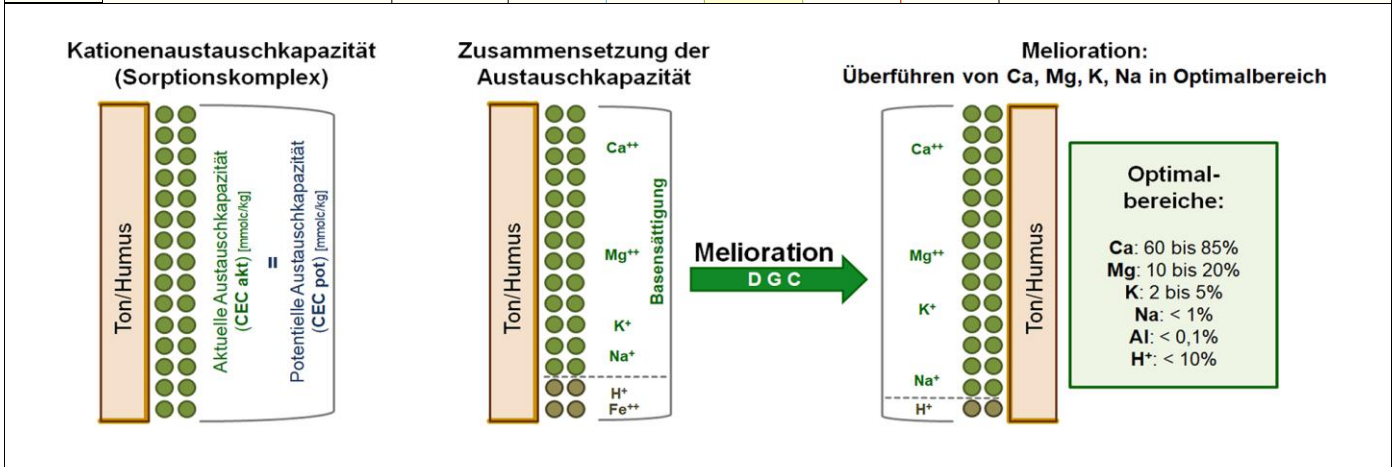 Kationenaustauschkapazität
(Sorptionskomplex)
Ton/Humus
Aktuelle Austauschkapazität
(CEC akt) [mmolc/kg]
=
Potentielle Austauschkapazität
(CEC pot) [mmolc/kg]
Zusammensetzung der
Austauschkapazität
Ton/Humus
Ca⁺⁺
Mg⁺⁺
K⁺
Na⁺
H⁺
Fe⁺⁺
Basensättigung
Melioration
D G C
Melioration:
Überführen von Ca, Mg, K, Na in Optimalbereich
Ca⁺⁺
Mg⁺⁺
K⁺
Na⁺
H⁺
Ton/Humus
Optimal-
bereiche:
Ca: 60 bis 85%
Mg: 10 bis 20%
K: 2 bis 5%
Na: < 1%
Al: < 0,1%
H⁺: < 10%